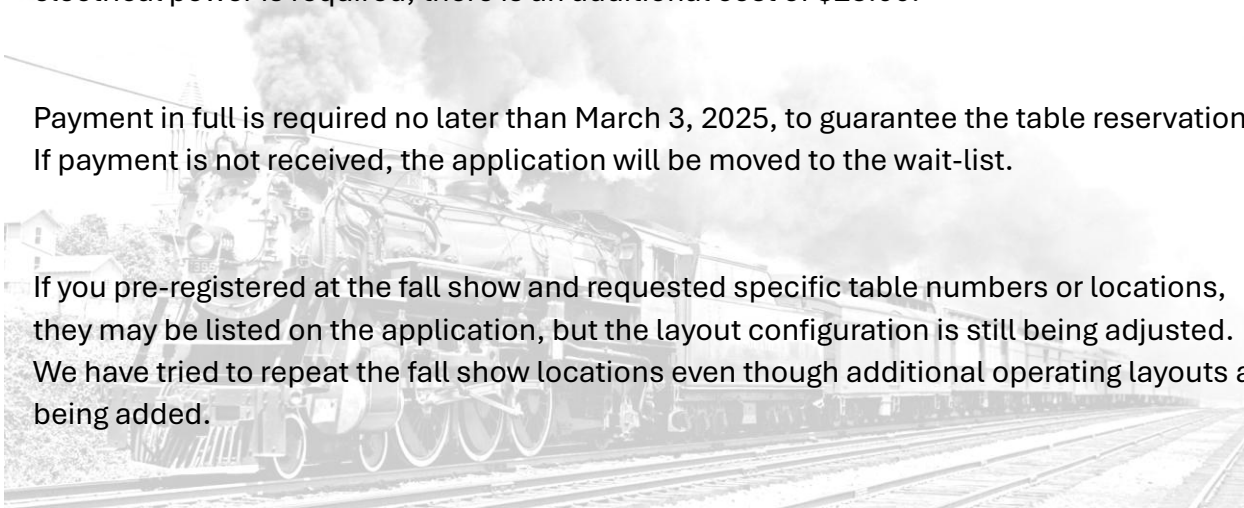 Payment in full is required no later than March 3, 2025, to guarantee the table reservation
If payment is not received, the application will be moved to the wait-list.
If you pre-registered at the fall show and requested specific table numbers or locations,
they may be listed on the application, but the layout configuration is still being adjusted.
We have tried to repeat the fall show locations even though additional operating layouts
being added.